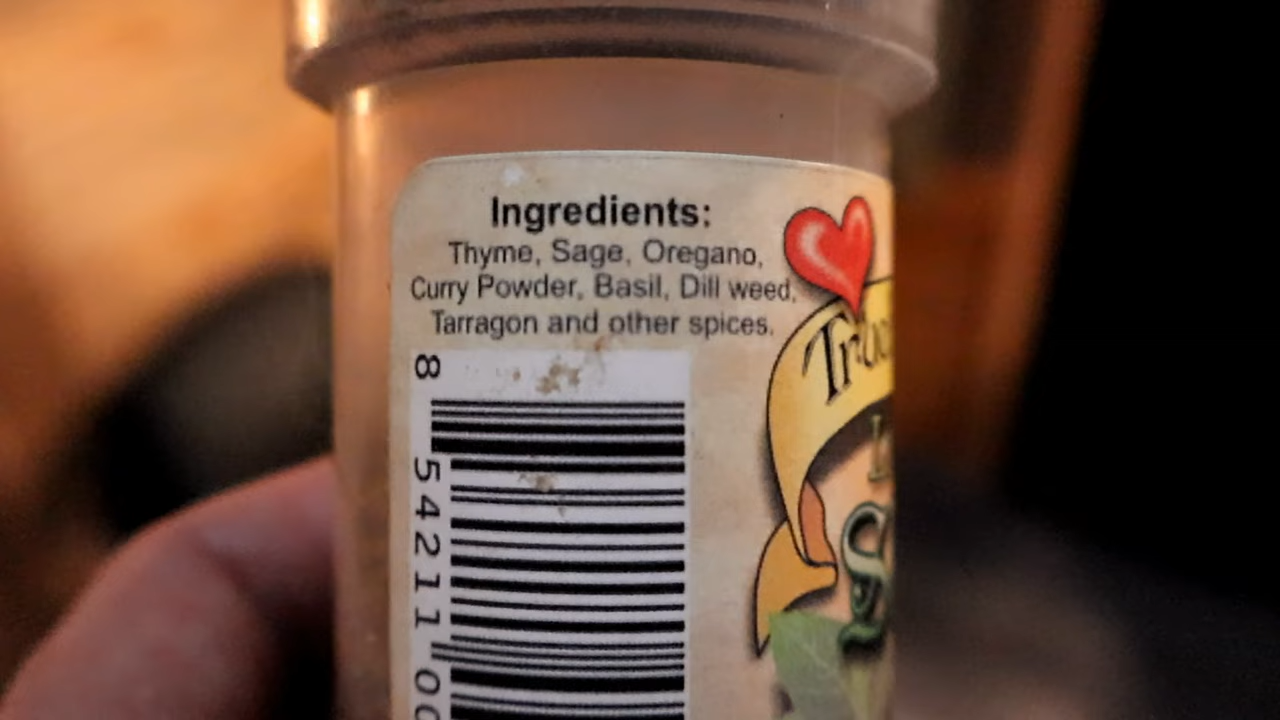 Ingredients:
Thyme, Sage, Oregano,
Curry Powder, Basil, Dill weed,
Tarragon and other spices.
8 54211 00